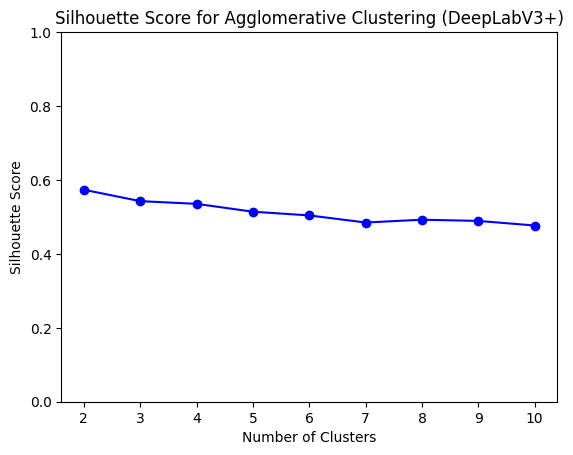 Silhouette Score for Agglomerative Clustering (DeepLabV3+)
1.0
0.8
0.6
0.4
0.2
0.0
Silhouette Score
2 3 4 5 6 7 8 9 10
Number of Clusters